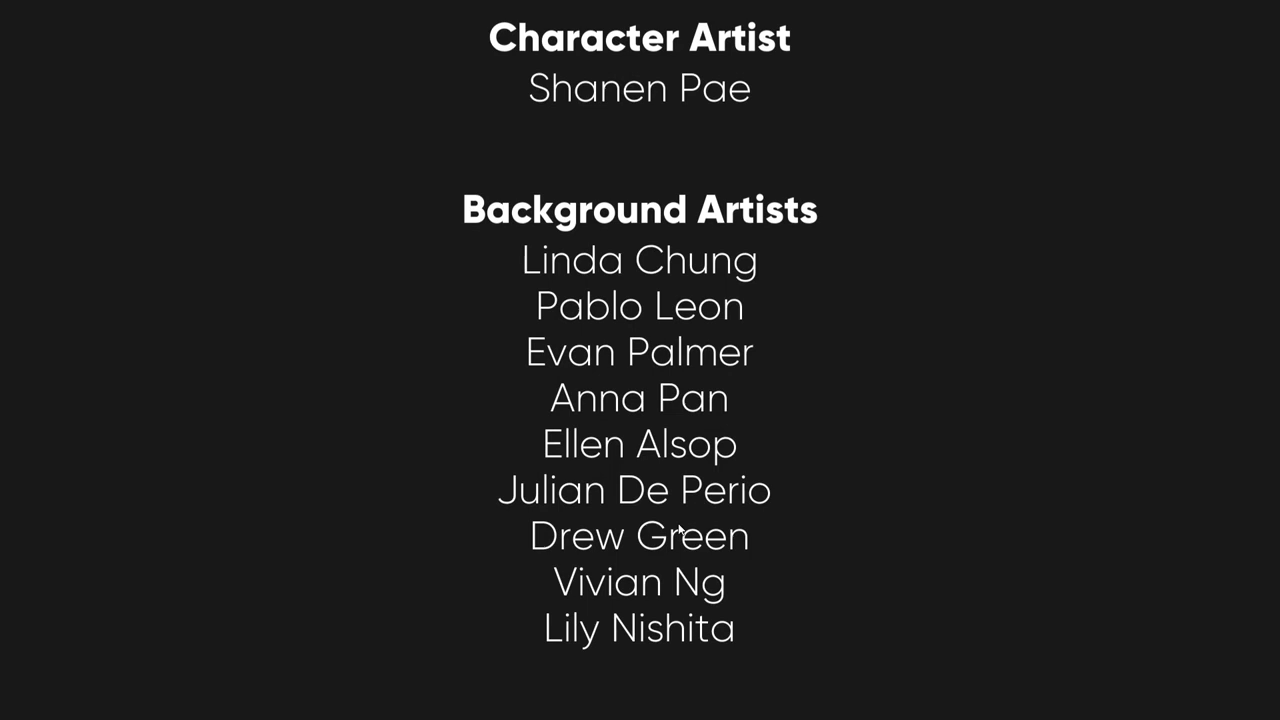 Character Artist
Shanen Pae
Background Artists
Linda Chung
Pablo Leon
Evan Palmer
Anna Pan
Ellen Alsop
Julian De Perio
Drew Green
Vivian Ng
Lily Nishita